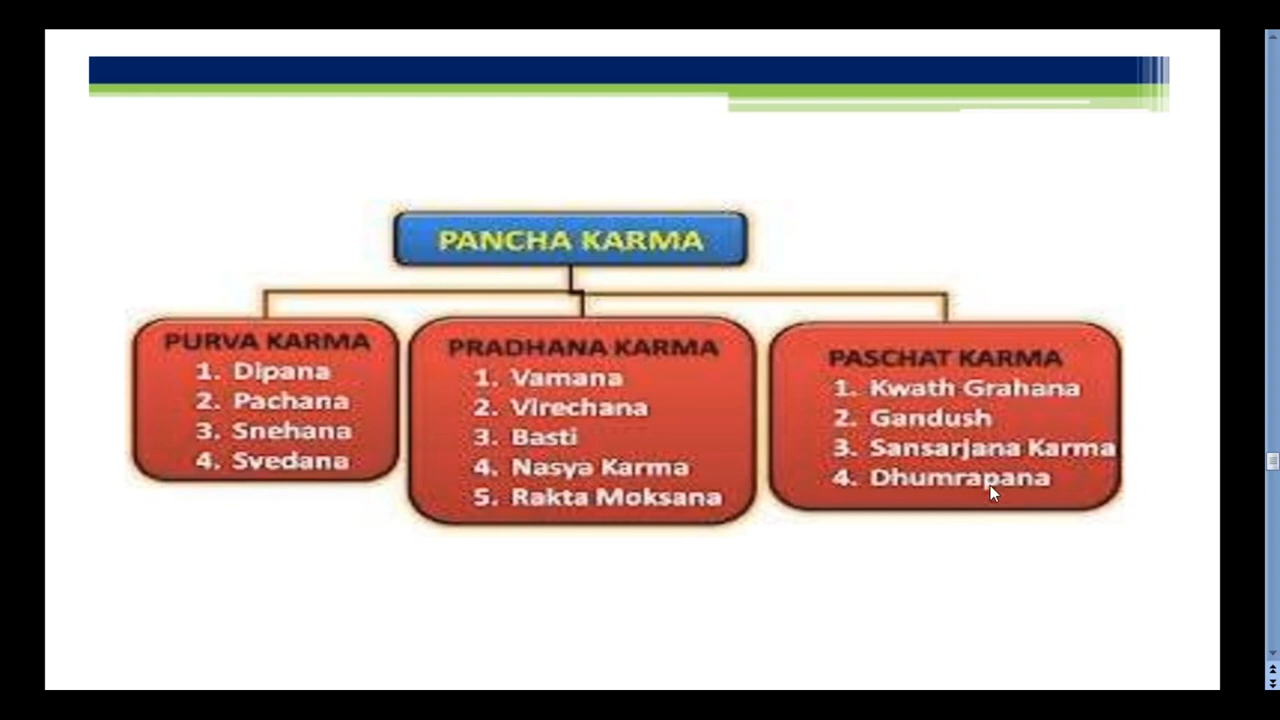 PANCHA KARMA
PURVA KARMA
1. Dipana
2. Pachana
3. Snehana
4. Svedana
PRADHANA KARMA
1. Vamana
2. Virechana
3. Basti
4. Nasya Karma
5. Rakta Moksana
PASCHAT KARMA
1. Kwath Grahana
2. Gandush
3. Sansarjana Karma
4. Dhumrapana